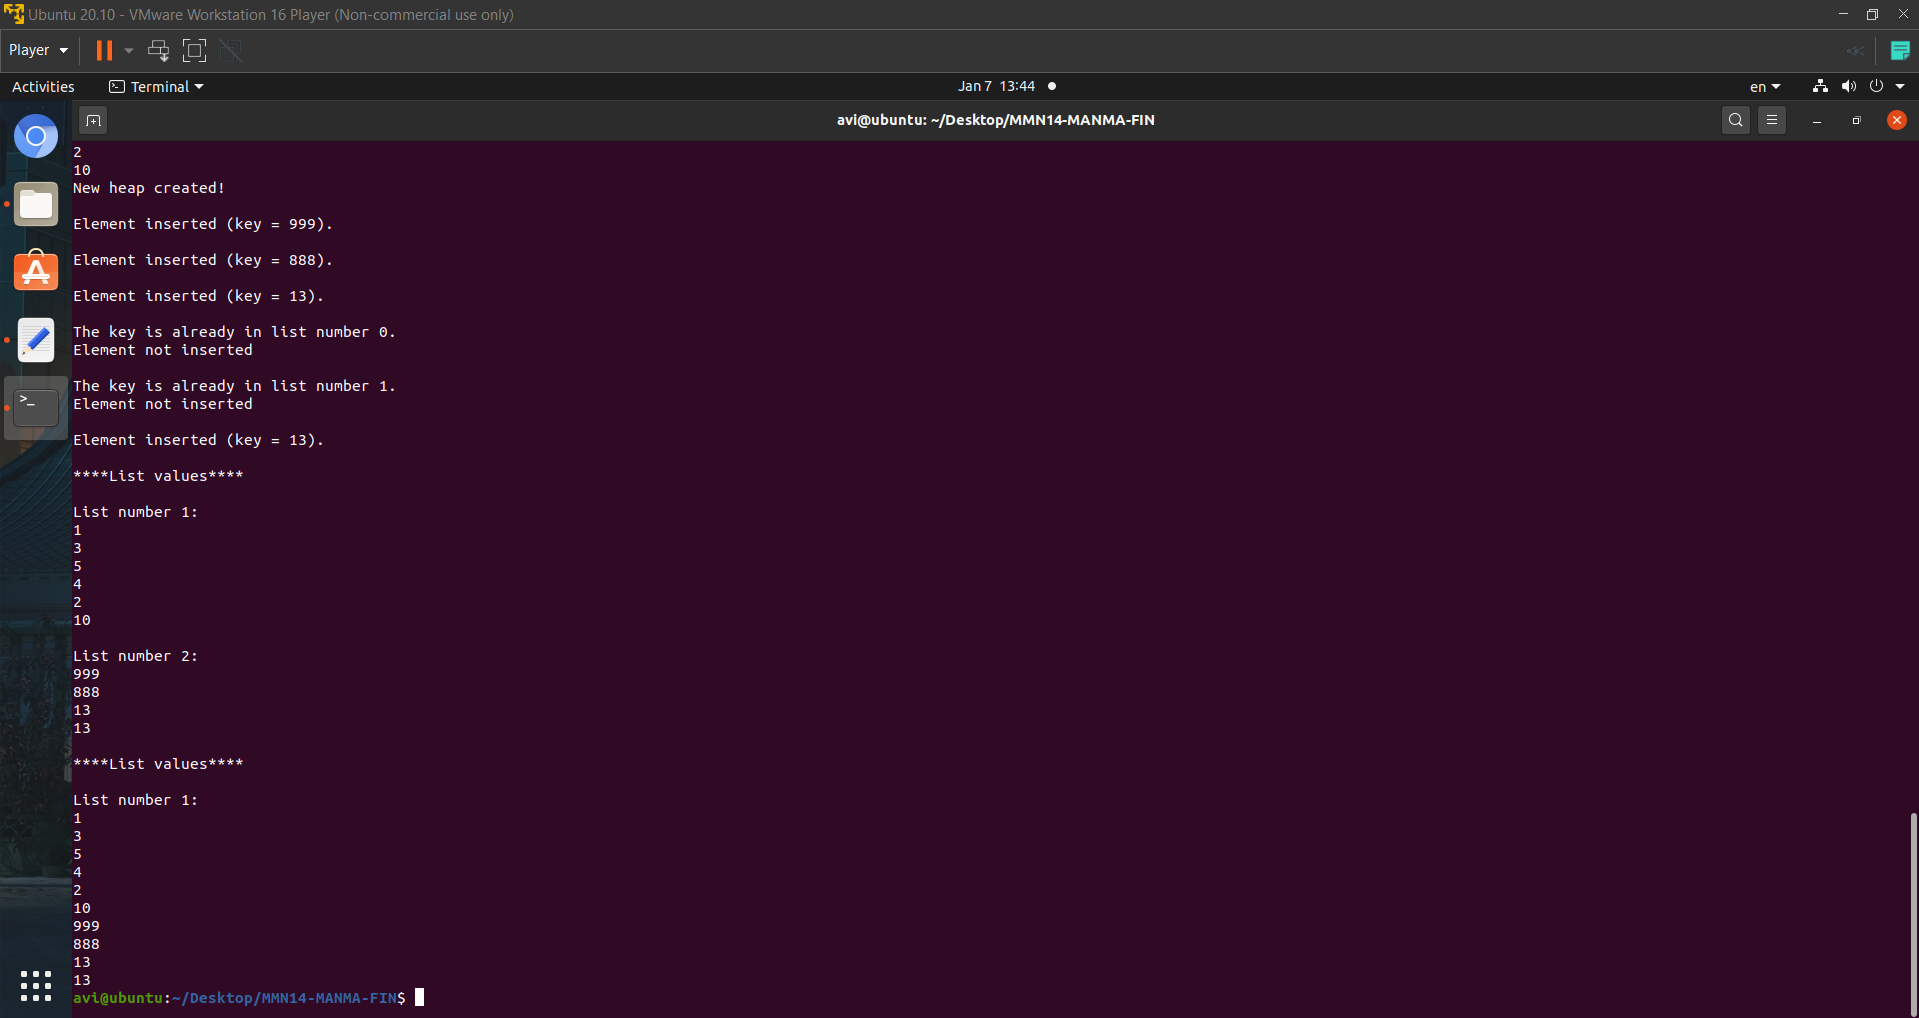 Ubuntu 20.10 - VMware Workstation 16 Player (Non-commercial use only)
Player
Activities
Terminal
Jan 7 13:44
en
avi@ubuntu: ~/Desktop/MMN14-MANMA-FIN
2
10
New heap created!
Element inserted (key = 999).
Element inserted (key = 888).
Element inserted (key = 13).
The key is already in list number 0.
Element not inserted
The key is already in list number 1.
Element not inserted
Element inserted (key = 13).
****List values****
List number 1:
1
3
5
4
2
10
List number 2:
999
888
13
13
****List values****
List number 1:
1
3
5
4
2
10
999
888
13
13
avi@ubuntu:~/Desktop/MMN14-MANMA-FIN$